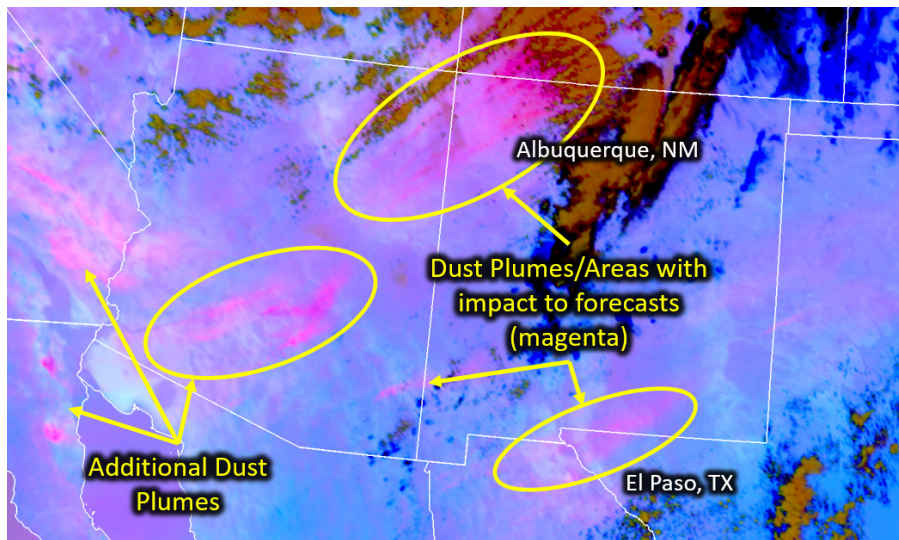 Albuquerque, NM
Dust Plumes/Areas with
impact to forecasts
(magenta)
Additional Dust
Plumes
El Paso, TX